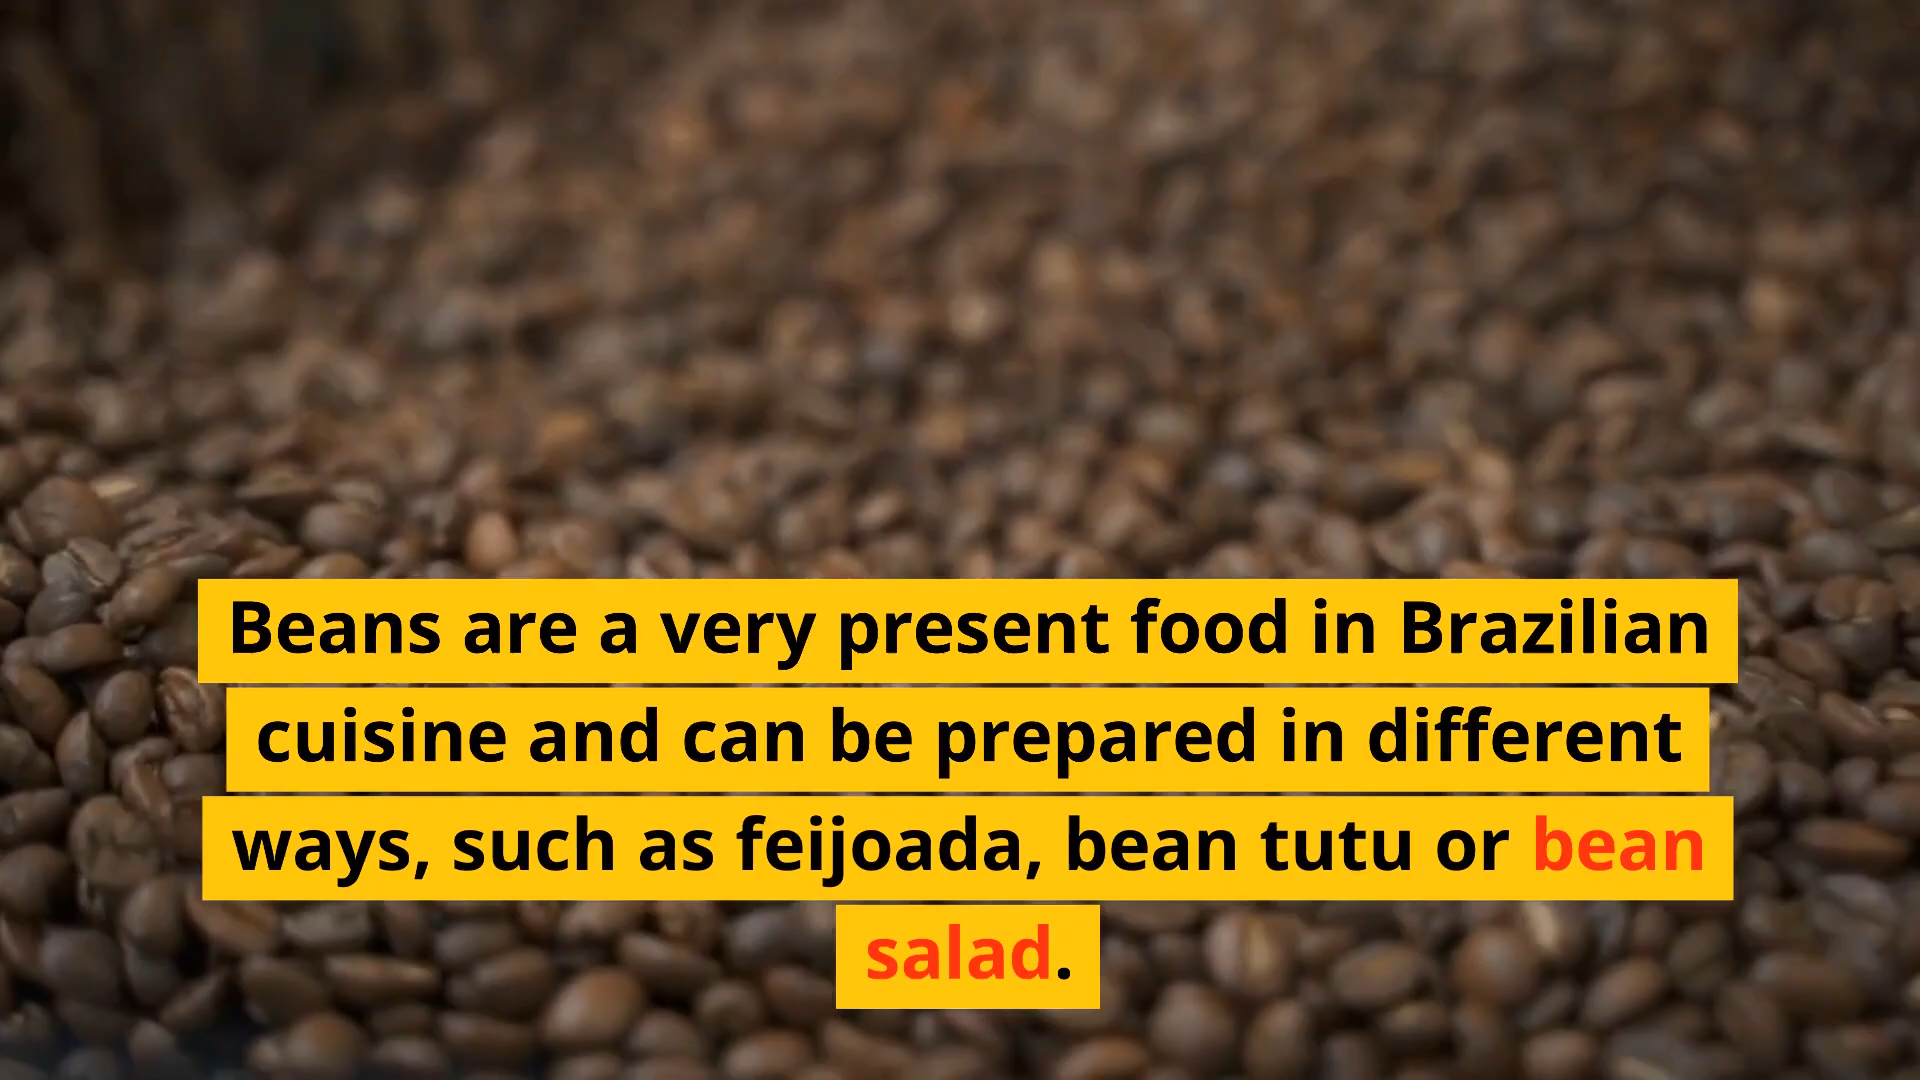 Beans are a very present food in Brazilian
cuisine and can be prepared in different
ways, such as feijoada, bean tutu or bean
salad.